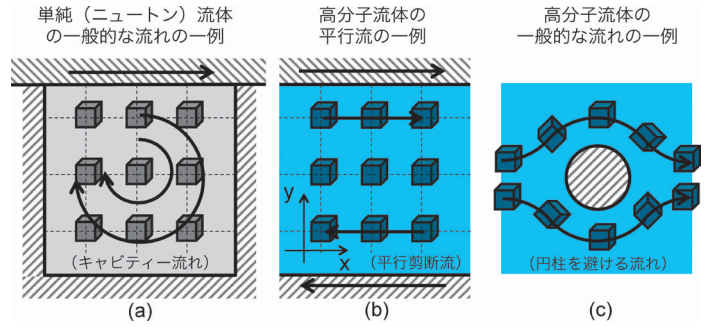 単純（ニュートン）流体
の一般的な流れの一例
高分子流体の
平行流の一例
高分子流体の
一般的な流れの一例
y
x
（キャビティー流れ）
（平行剪断流）
（円柱を避ける流れ）
(a)
(b)
(c)